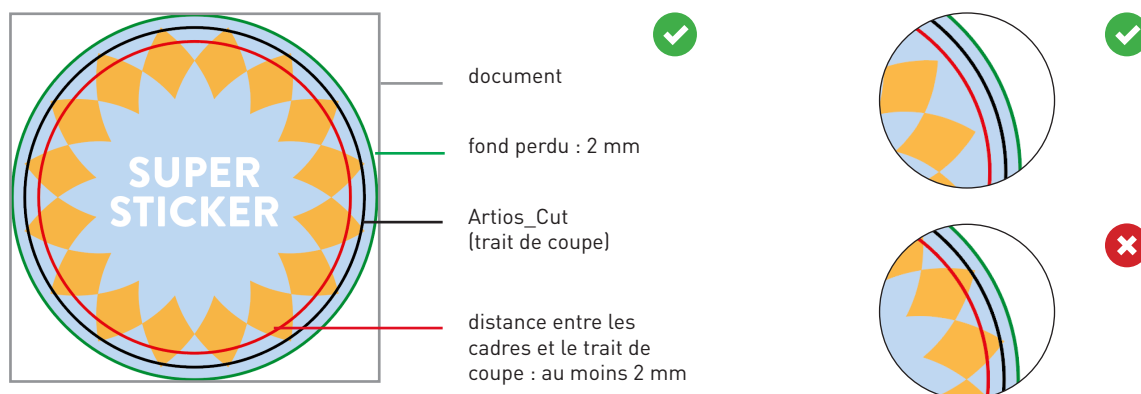 SUPER
STICKER
document
fond perdu : 2 mm
Artios_Cut
(trait de coupe)
distance entre les
cadres et le trait de
coupe : au moins 2 mm